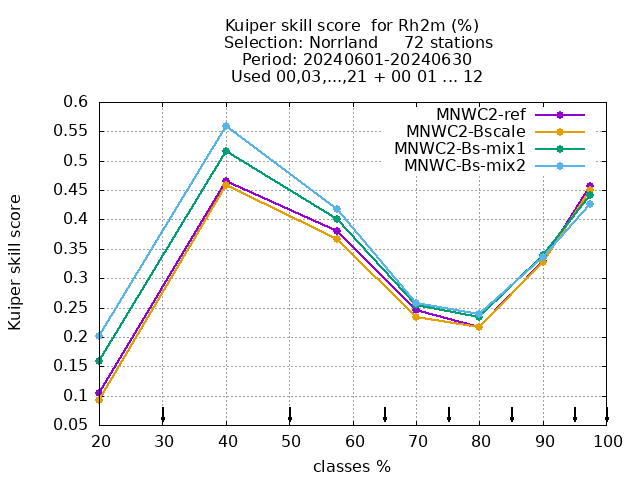 Kuiper skill score  for Rh2m (%)
Selection: Norrland     72 stations
Period: 20240601-20240630
Used 00,03,...,21 + 00 01 ... 12
MNWC2-ref
MNWC2-Bscale
MNWC2-Bs-mix1
MNWC-Bs-mix2
Kuiper skill score
0.6
0.55
0.5
0.45
0.4
0.35
0.3
0.25
0.2
0.15
0.1
0.05
20 30 40 50 60 70 80 90 100
classes %